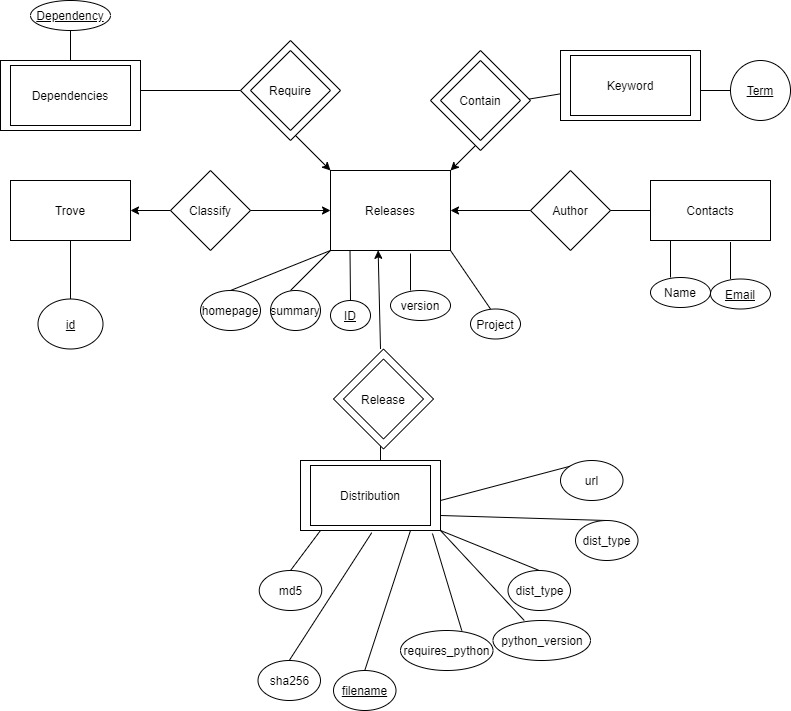 Dependency
Dependencies
Require
Contain
Keyword
Term
Trove
Classify
Releases
Author
Contacts
homepage
summary
ID
version
Project
Name
Email
id
Release
Distribution
url
dist_type
md5
dist_type
python_version
requires_python
sha256
filename